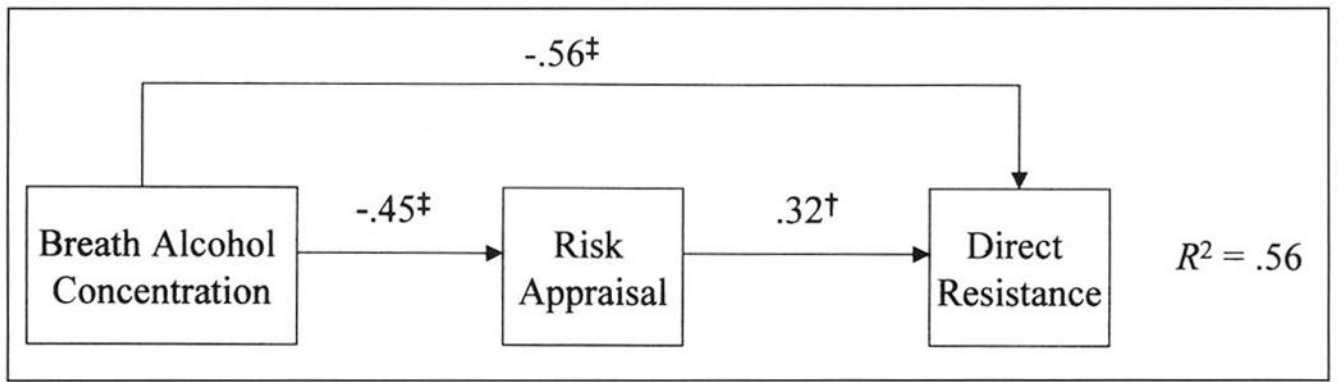 -.56‡
-.45‡
.32†
Breath Alcohol
Concentration
Risk
Appraisal
Direct
Resistance
R² = .56